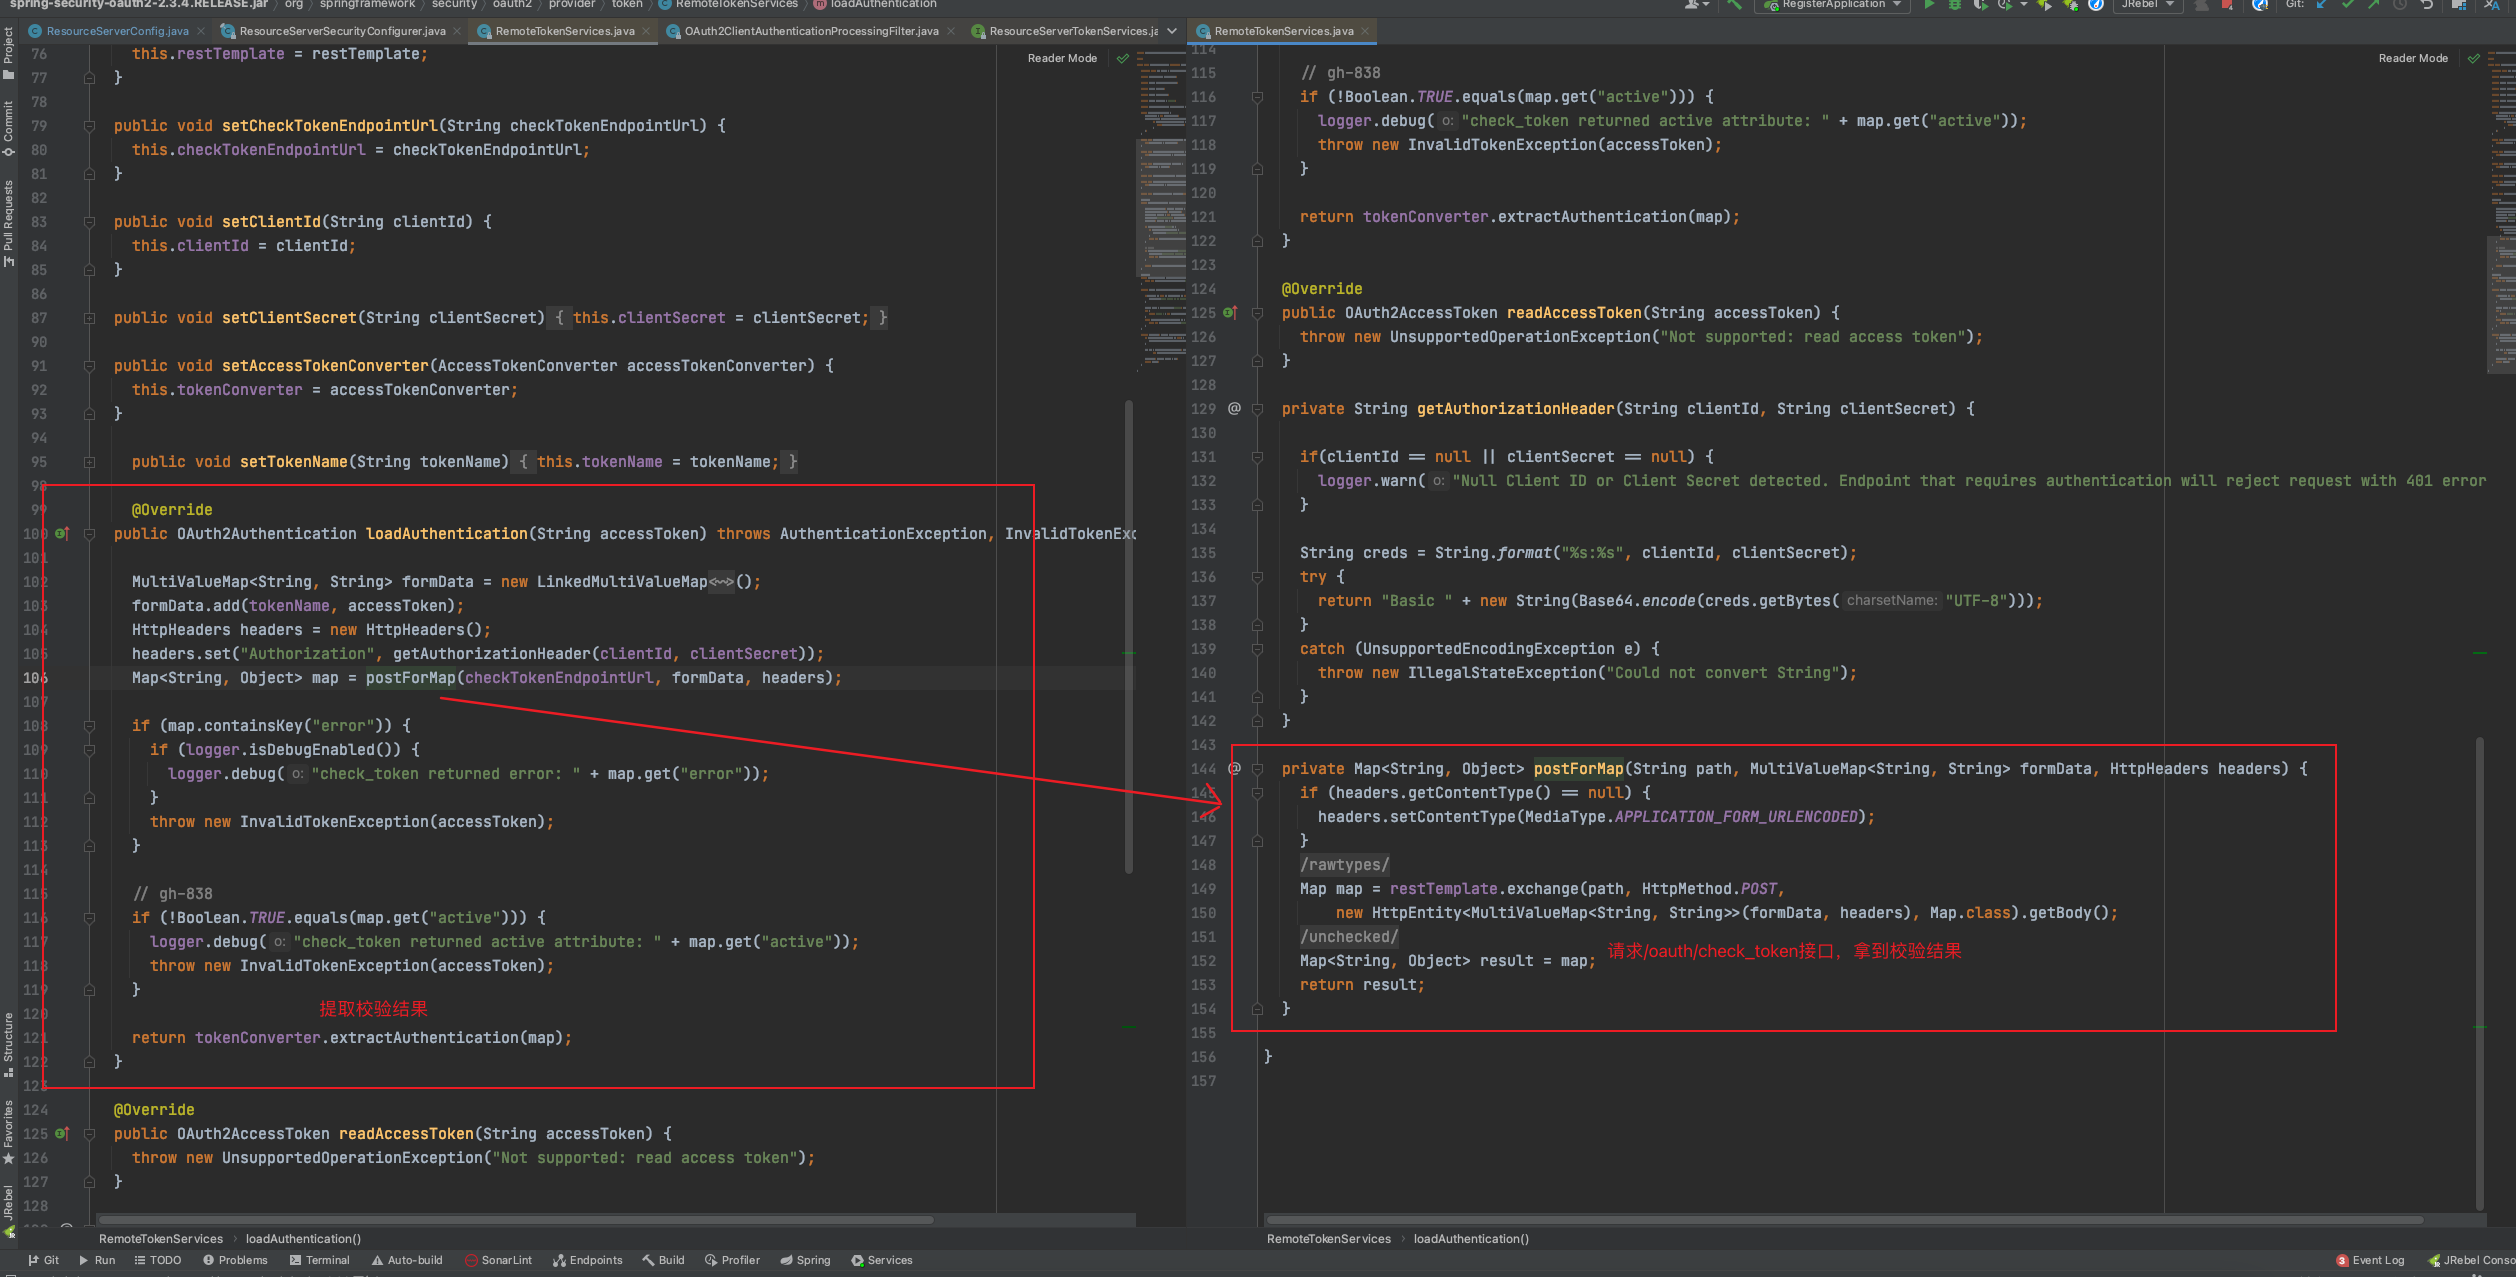 spring-security-oauth2-2.3.4.RELEASE.jar › org › springframework › security › oauth2 › provider › token › RemoteTokenServices › loadAuthentication
RegisterApplication JRebel Git:
ResourceServerConfig.java ResourceServerSecurityConfigurer.java RemoteTokenServices.java OAuth2ClientAuthenticationProcessingFilter.java ResourceServerTokenServices.ja
RemoteTokenServices.java
Project
Commit
Pull Requests
Structure
Favorites
JRebel
Reader Mode
76 this.restTemplate = restTemplate;
77 }
78
79 public void setCheckTokenEndpointUrl(String checkTokenEndpointUrl) {
80 this.checkTokenEndpointUrl = checkTokenEndpointUrl;
81 }
82
83 public void setClientId(String clientId) {
84 this.clientId = clientId;
85 }
86
87 public void setClientSecret(String clientSecret) { this.clientSecret = clientSecret; }
90
91 public void setAccessTokenConverter(AccessTokenConverter accessTokenConverter) {
92 this.tokenConverter = accessTokenConverter;
93 }
94
95 public void setTokenName(String tokenName) { this.tokenName = tokenName; }
98
99 @Override
100 public OAuth2Authentication loadAuthentication(String accessToken) throws AuthenticationException, InvalidTokenExc
101
102 MultiValueMap<String, String> formData = new LinkedMultiValueMap<~>();
103 formData.add(tokenName, accessToken);
104 HttpHeaders headers = new HttpHeaders();
105 headers.set("Authorization", getAuthorizationHeader(clientId, clientSecret));
106 Map<String, Object> map = postForMap(checkTokenEndpointUrl, formData, headers);
107
108 if (map.containsKey("error")) {
109 if (logger.isDebugEnabled()) {
110 logger.debug( o: "check_token returned error: " + map.get("error"));
111 }
112 throw new InvalidTokenException(accessToken);
113 }
114
115 // gh-838
116 if (!Boolean.TRUE.equals(map.get("active"))) {
117 logger.debug( o: "check_token returned active attribute: " + map.get("active"));
118 throw new InvalidTokenException(accessToken);
119 }
提取校验结果
120
121 return tokenConverter.extractAuthentication(map);
122 }
123
124 @Override
125 public OAuth2AccessToken readAccessToken(String accessToken) {
126 throw new UnsupportedOperationException("Not supported: read access token");
127 }
128
RemoteTokenServices › loadAuthentication()
Reader Mode
114
115 // gh-838
116 if (!Boolean.TRUE.equals(map.get("active"))) {
117 logger.debug( o: "check_token returned active attribute: " + map.get("active"));
118 throw new InvalidTokenException(accessToken);
119 }
120
121 return tokenConverter.extractAuthentication(map);
122 }
123
124 @Override
125 public OAuth2AccessToken readAccessToken(String accessToken) {
126 throw new UnsupportedOperationException("Not supported: read access token");
127 }
128
129 @ private String getAuthorizationHeader(String clientId, String clientSecret) {
130
131 if(clientId == null || clientSecret == null) {
132 logger.warn( o: "Null Client ID or Client Secret detected. Endpoint that requires authentication will reject request with 401 error
133 }
134
135 String creds = String.format("%s:%s", clientId, clientSecret);
136 try {
137 return "Basic " + new String(Base64.encode(creds.getBytes( charsetName: "UTF-8")));
138 }
139 catch (UnsupportedEncodingException e) {
140 throw new IllegalStateException("Could not convert String");
141 }
142 }
143
144 @ private Map<String, Object> postForMap(String path, MultiValueMap<String, String> formData, HttpHeaders headers) {
145 if (headers.getContentType() == null) {
146 headers.setContentType(MediaType.APPLICATION_FORM_URLENCODED);
147 }
148 /rawtypes/
149 Map map = restTemplate.exchange(path, HttpMethod.POST,
150 new HttpEntity<MultiValueMap<String, String>>(formData, headers), Map.class).getBody();
151 /unchecked/
请求/oauth/check_token接口，拿到校验结果
152 Map<String, Object> result = map;
153 return result;
154 }
155
156 }
157
RemoteTokenServices › loadAuthentication()
Git Run TODO Problems Terminal Auto-build SonarLint Endpoints Build Profiler Spring Services 3 Event Log JRebel Conso